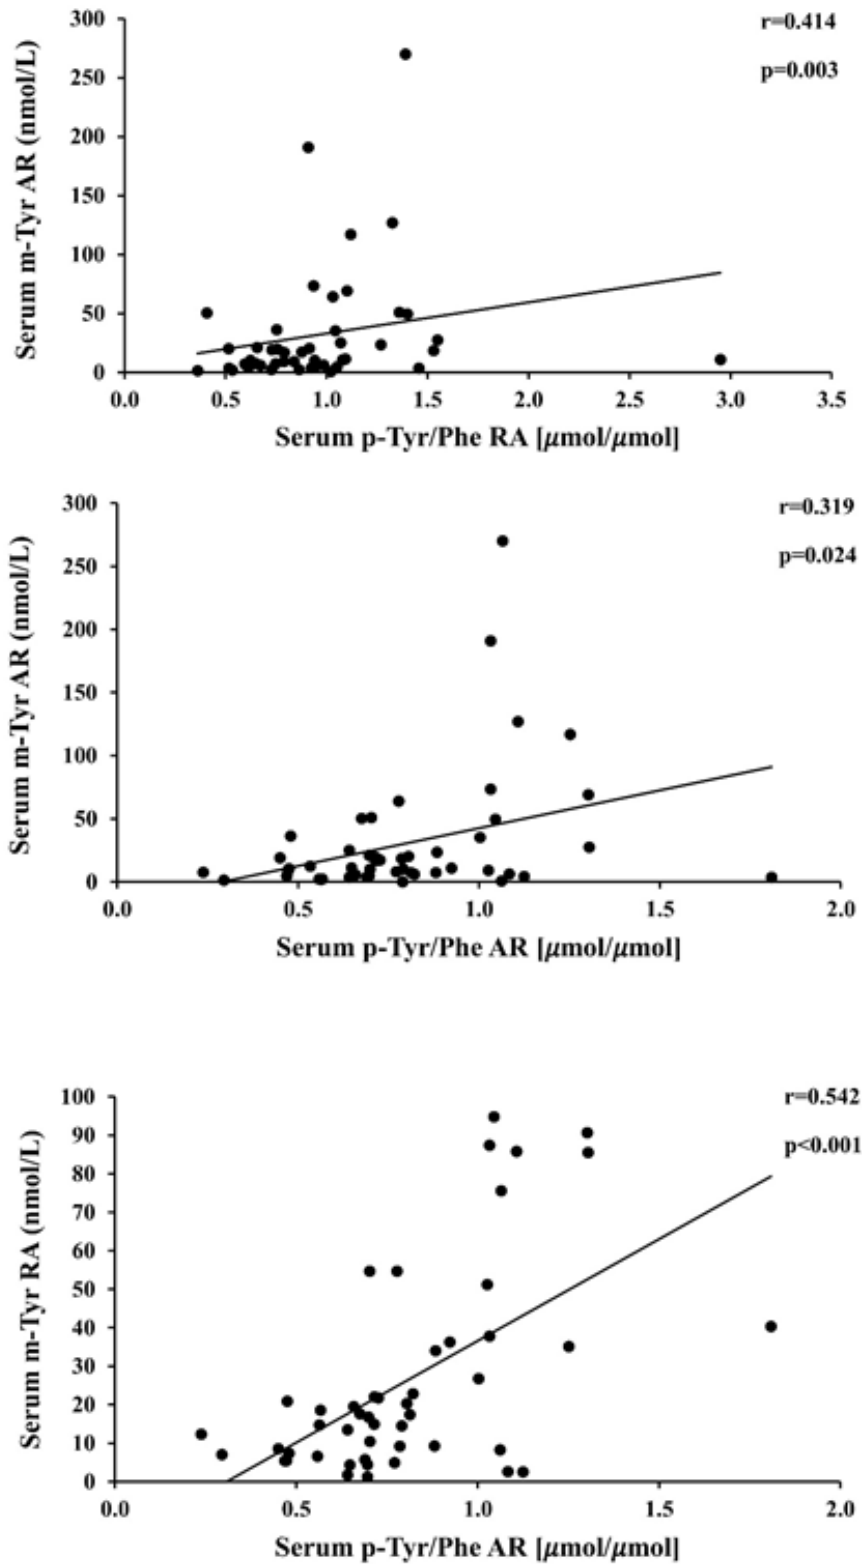 r=0.414
p=0.003
Serum m-Tyr AR (nmol/L)
300
250
200
150
100
50
0
0.0 0.5 1.0 1.5 2.0 2.5 3.0 3.5
Serum p-Tyr/Phe RA [μmol/μmol]
r=0.319
p=0.024
Serum m-Tyr AR (nmol/L)
300
250
200
150
100
50
0
0.0 0.5 1.0 1.5 2.0
Serum p-Tyr/Phe AR [μmol/μmol]
r=0.542
p<0.001
Serum m-Tyr RA (nmol/L)
100
90
80
70
60
50
40
30
20
10
0
0.0 0.5 1.0 1.5 2.0
Serum p-Tyr/Phe AR [μmol/μmol]